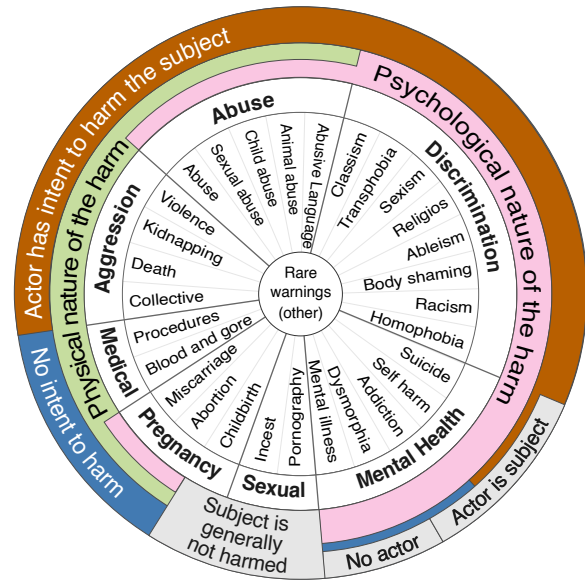 Actor has intent to harm the subject
Physical nature of the harm
Psychological nature of the harm
Abuse
Abuse
Sexual abuse
Child abuse
Animal abuse
Abusive Language
Discrimination
Classism
Transphobia
Sexism
Religios
Ableism
Body shaming
Racism
Homophobia
Mental Health
Suicide
Self harm
Addiction
Dysmorphia
Mental illness
Sexual
Pornography
Incest
Pregnancy
Childbirth
Abortion
Miscarriage
Medical
Blood and gore
Procedures
Aggression
Collective
Death
Kidnapping
Violence
Rare
warnings
(other)
No intent to harm
Subject is
generally
not harmed
No actor
Actor is subject